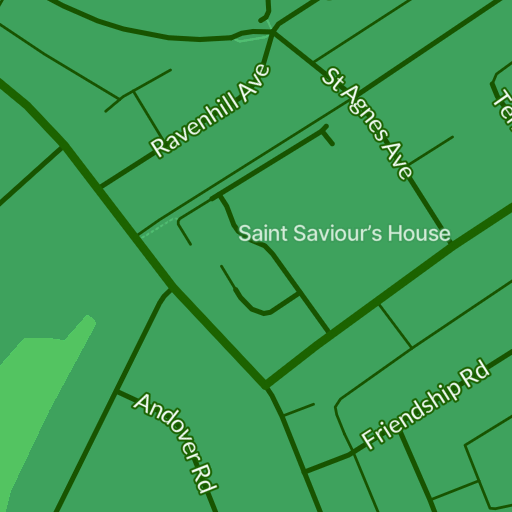 Ravenhill Ave
St Agnes Ave
Saint Saviour's House
Friendship Rd
Andover Rd